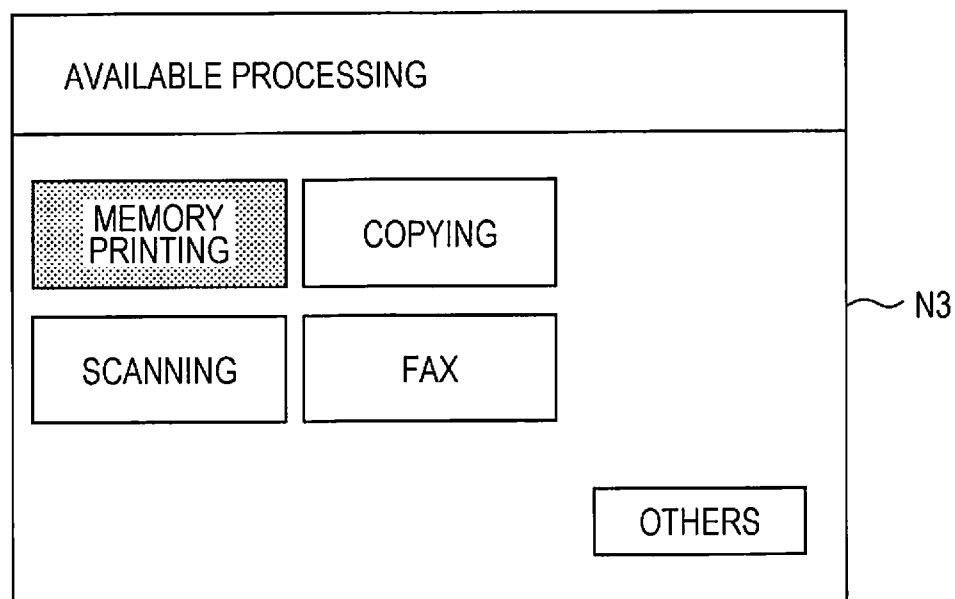 AVAILABLE PROCESSING
MEMORY
PRINTING
COPYING
SCANNING
FAX
OTHERS
N3